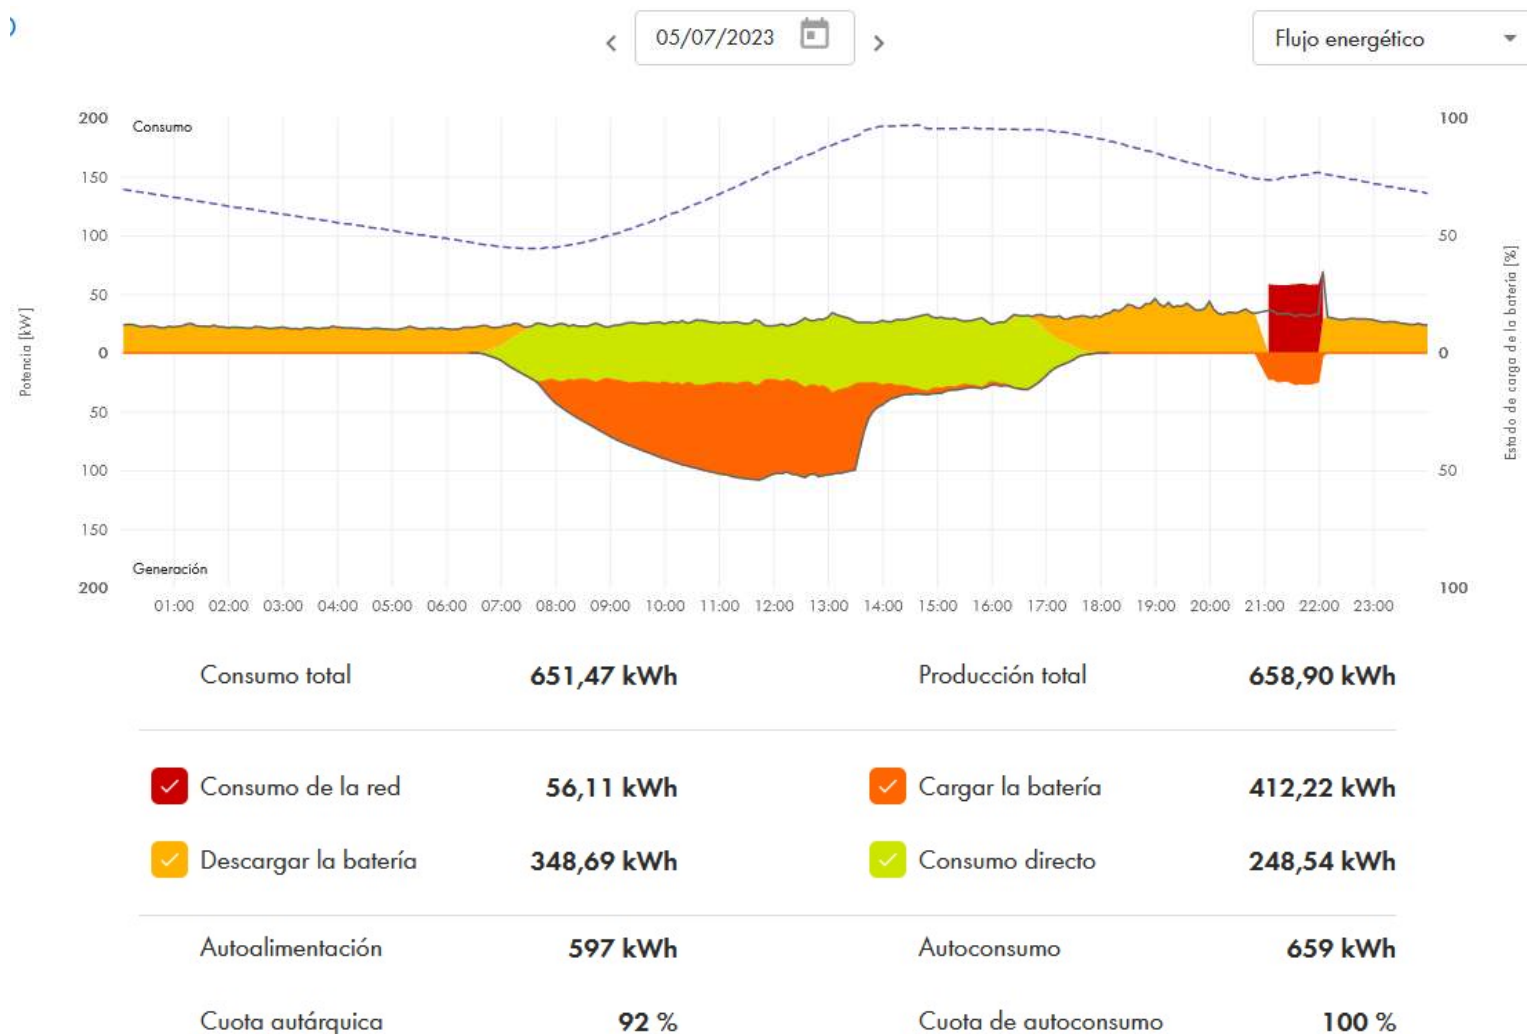 05/07/2023
Flujo energético
200
100
Consumo
150
100
50
50
0
0
50
100
50
150
Generación
200
100
Potencia [kW]
Estado de carga de la batería [%]
01:00 02:00 03:00 04:00 05:00 06:00 07:00 08:00 09:00 10:00 11:00 12:00 13:00 14:00 15:00 16:00 17:00 18:00 19:00 20:00 21:00 22:00 23:00
Consumo total 651,47 kWh Producción total 658,90 kWh
Consumo de la red 56,11 kWh Cargar la batería 412,22 kWh
Descargar la batería 348,69 kWh Consumo directo 248,54 kWh
Autoalimentación 597 kWh Autoconsumo 659 kWh
Cuota autárquica 92 % Cuota de autoconsumo 100 %